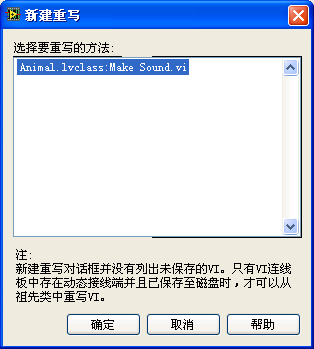 新建重写
选择要重写的方法:
Animal.lvclass:Make Sound.vi
注:
新建重写对话框并没有列出未保存的VI。只有VI连线
板中存在动态接线端并且已保存至磁盘时，才可以从
祖先类中重写VI。
确定
取消
帮助